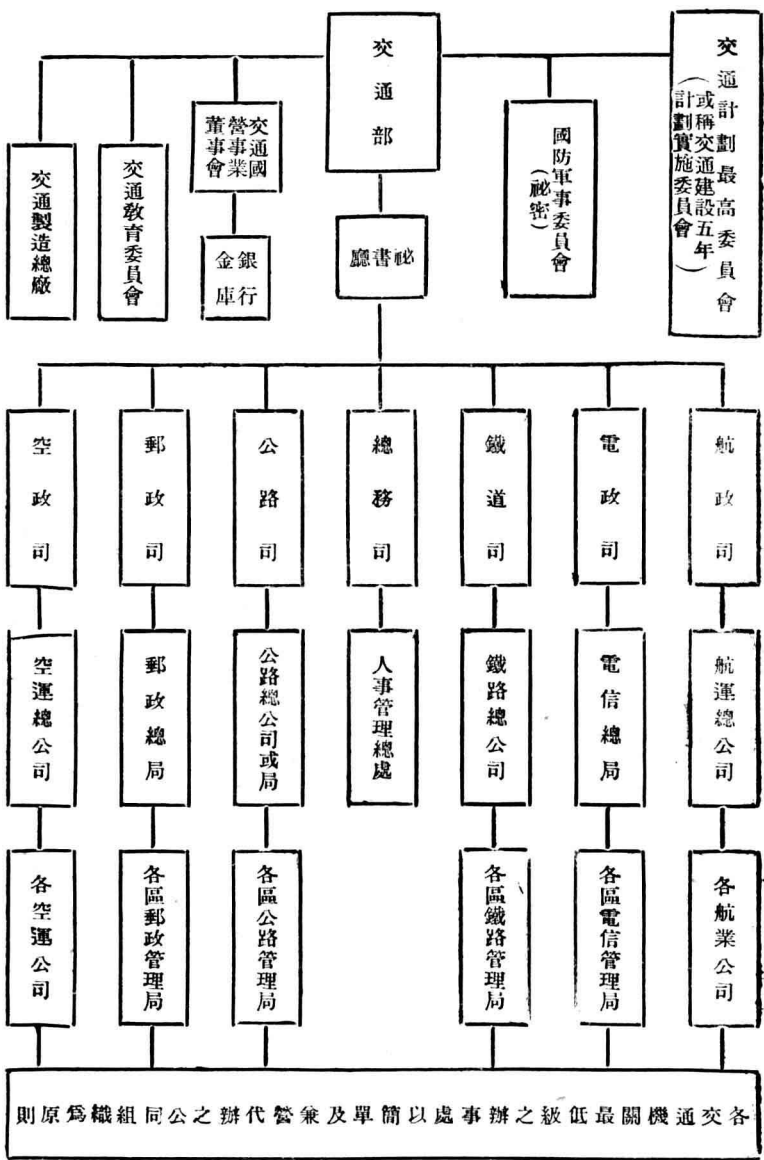 交通計劃最高委員會
（或稱交通建設五年
計劃實施委員會）
國防軍事委員會
（祕密）
交通部
交通國
營事業
董事會
銀行
金庫
交通教育委員會
交通製造總廠
祕書廳
航政司
電政司
鐵道司
總務司
公路司
郵政司
空政司
航運總公司
電信總局
鐵路總公司
人事管理總處
公路總公司或局
郵政總局
空運總公司
各航業公司
各區電信管理局
各區鐵路管理局
各區公路管理局
各區郵政管理局
各空運公司
各交通機關最低級之辦事處以簡單及兼營代辦之公同組織爲原則